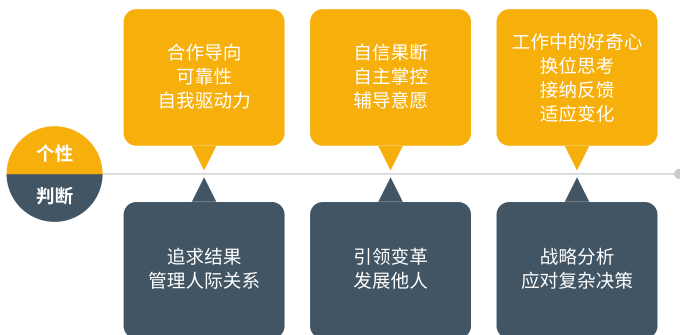 合作导向
可靠性
自我驱动力
自信果断
自主掌控
辅导意愿
工作中的好奇心
换位思考
接纳反馈
适应变化
个性
判断
追求结果
管理人际关系
引领变革
发展他人
战略分析
应对复杂决策